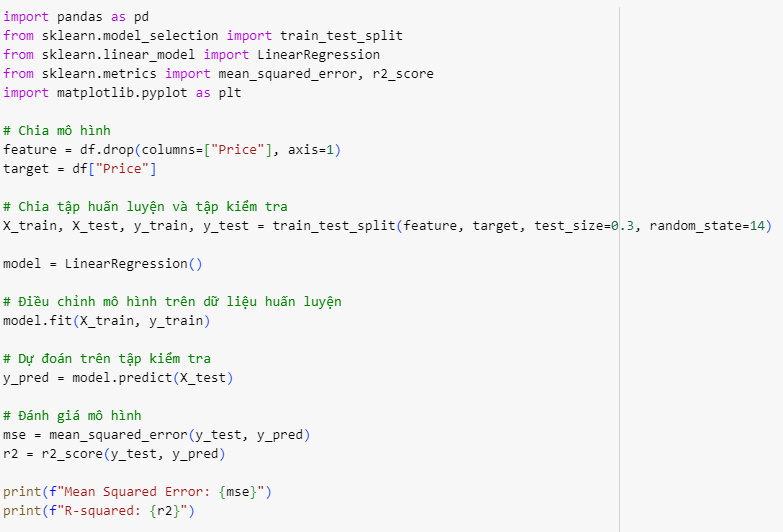 import pandas as pd
from sklearn.model_selection import train_test_split
from sklearn.linear_model import LinearRegression
from sklearn.metrics import mean_squared_error, r2_score
import matplotlib.pyplot as plt
# Chia mô hình
feature = df.drop(columns=["Price"], axis=1)
target = df["Price"]
# Chia tập huấn luyện và tập kiểm tra
X_train, X_test, y_train, y_test = train_test_split(feature, target, test_size=0.3, random_state=14)
model = LinearRegression()
# Điều chỉnh mô hình trên dữ liệu huấn luyện
model.fit(X_train, y_train)
# Dự đoán trên tập kiểm tra
y_pred = model.predict(X_test)
# Đánh giá mô hình
mse = mean_squared_error(y_test, y_pred)
r2 = r2_score(y_test, y_pred)
print(f"Mean Squared Error: {mse}")
print(f"R-squared: {r2}")